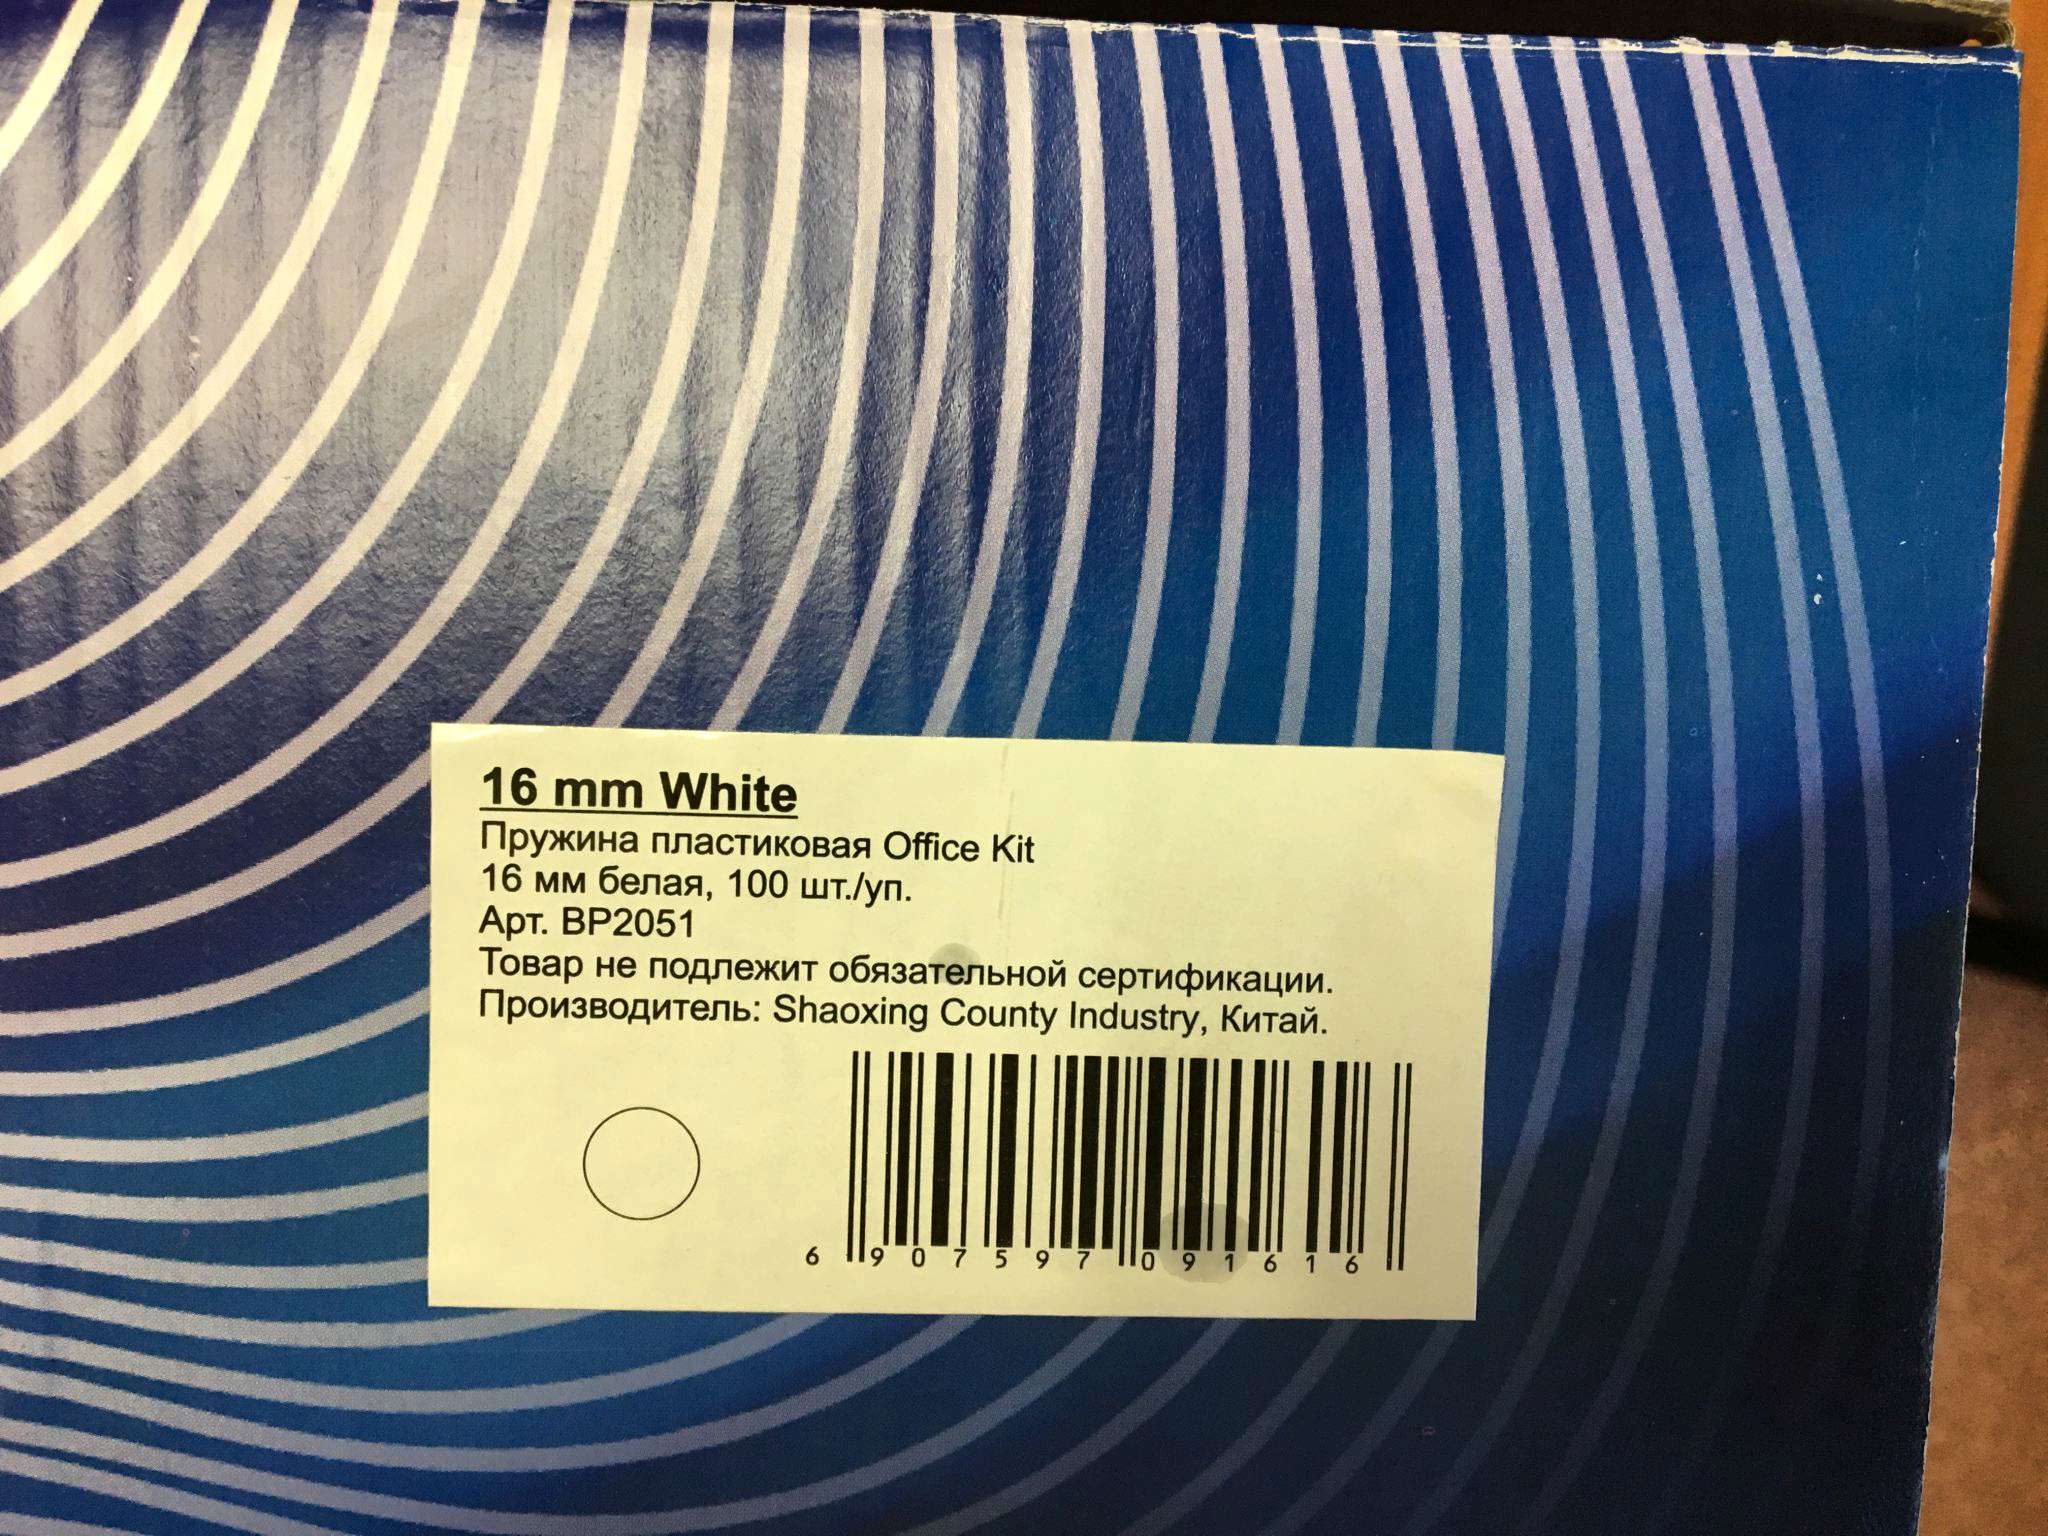 16 mm White
Пружина пластиковая Office Kit
16 мм белая, 100 шт./уп.
Арт. BP2051
Товар не подлежит обязательной сертификации.
Производитель: Shaoxing County Industry, Китай.
6 907597 091616